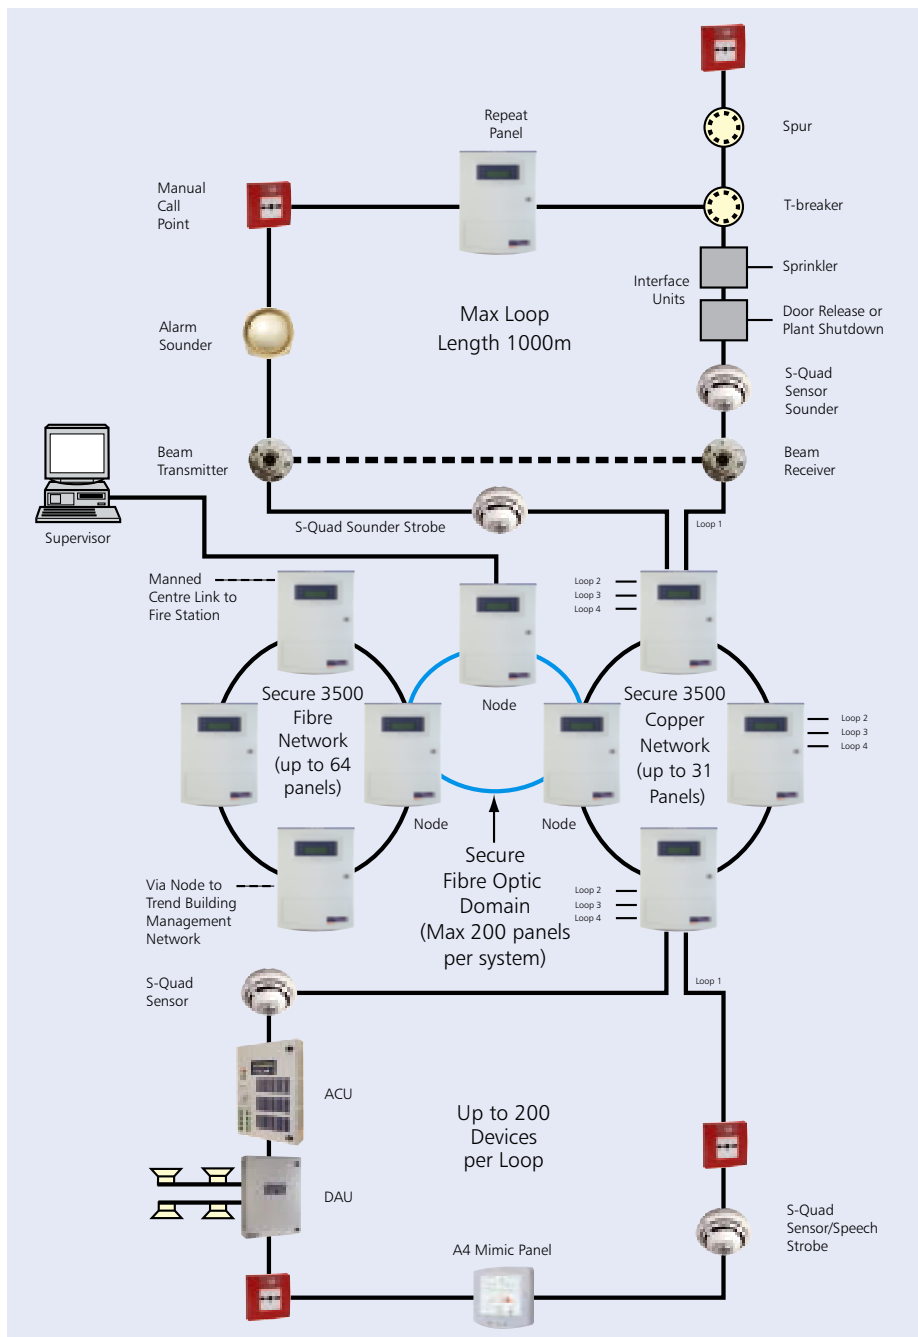 Repeat
Panel
Spur
Manual
Call
Point
T-breaker
Interface
Units
Sprinkler
Door Release or
Plant Shutdown
Max Loop
Length 1000m
Alarm
Sounder
S-Quad
Sensor
Sounder
Beam
Transmitter
Beam
Receiver
S-Quad Sounder Strobe
Loop 1
Supervisor
Manned
Centre Link to
Fire Station
Loop 2
Loop 3
Loop 4
Node
Secure 3500
Fibre
Network
(up to 64
panels)
Secure 3500
Copper
Network
(up to 31
Panels)
Loop 2
Loop 3
Loop 4
Node
Node
Secure
Fibre Optic
Domain
(Max 200 panels
per system)
Via Node to
Trend Building
Management
Network
Loop 2
Loop 3
Loop 4
S-Quad
Sensor
Loop 1
ACU
Up to 200
Devices
per Loop
DAU
S-Quad
Sensor/Speech
Strobe
A4 Mimic Panel